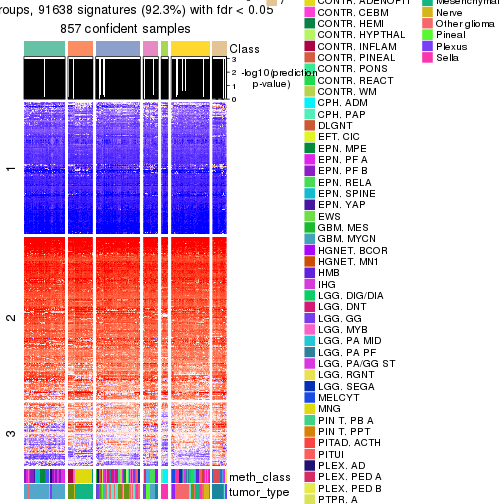 roups, 91638 signatures (92.3%) with fdr < 0.05
857 confident samples
Class
3
2
1
0
-log10(prediction
p-value)
1
2
3
meth_class
tumor_type
7
CONTR. ADENOPIT
CONTR. CEBM
CONTR. HEMI
CONTR. HYPTHAL
CONTR. INFLAM
CONTR. PINEAL
CONTR. PONS
CONTR. REACT
CONTR. WM
CPH. ADM
CPH. PAP
DLGNT
EFT. CIC
EPN. MPE
EPN. PF A
EPN. PF B
EPN. RELA
EPN. SPINE
EPN. YAP
EWS
GBM. MES
GBM. MYCN
HGNET. BCOR
HGNET. MN1
HMB
IHG
LGG. DIG/DIA
LGG. DNT
LGG. GG
LGG. MYB
LGG. PA MID
LGG. PA PF
LGG. PA/GG ST
LGG. RGNT
LGG. SEGA
MELCYT
MNG
PIN T. PB A
PIN T. PPT
PITAD. ACTH
PITUI
PLEX. AD
PLEX. PED A
PLEX. PED B
PTPR. A
Mesenchymal
Nerve
Other glioma
Pineal
Plexus
Sella